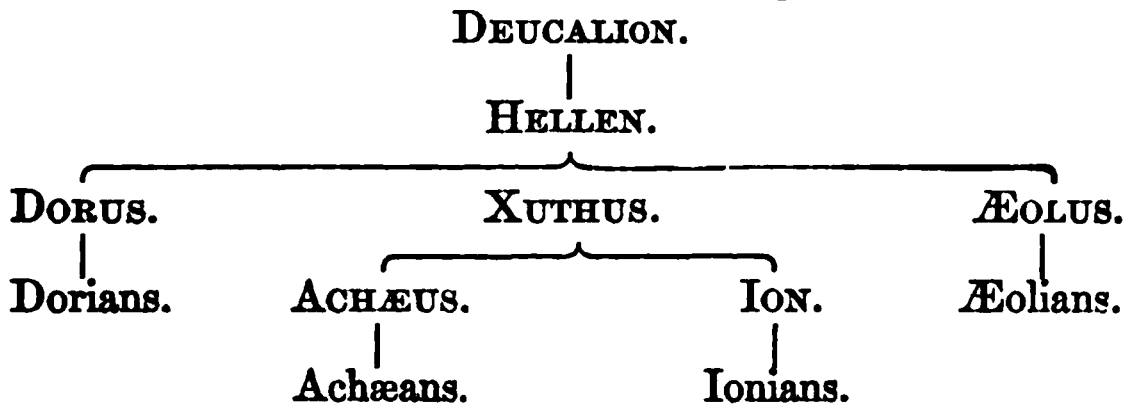 DEUCALION.
HELLEN.
DORUS. XUTHUS. ÆOLUS.
Dorians. ACHÆUS. ION. Æolians.
Achæans. Ionians.